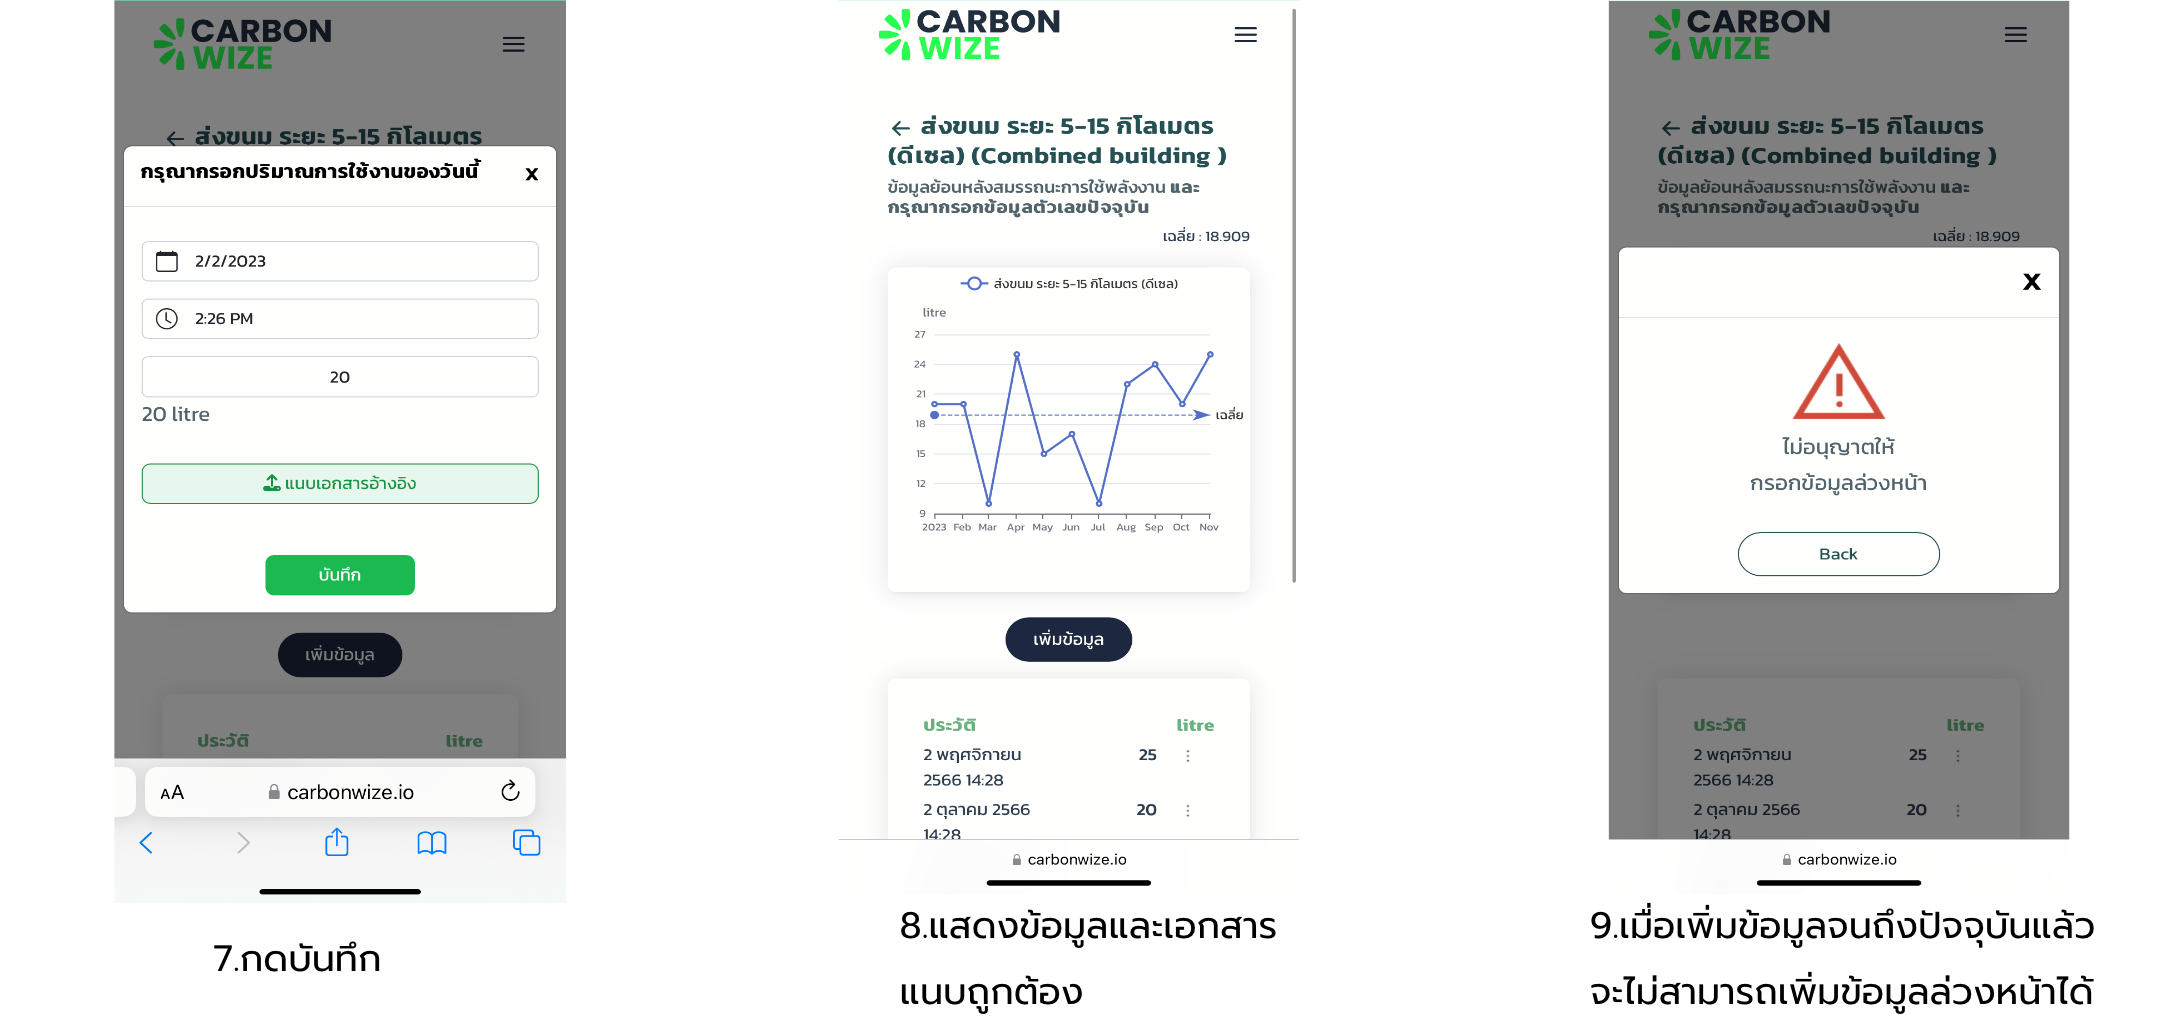 CARBON
WIZE
← ส่งขนม ระยะ 5-15 กิโลเมตร
กรุณากรอกปริมาณการใช้งานของวันนี้
x
2/2/2023
2:26 PM
20
20 litre
แนบเอกสารอ้างอิง
บันทึก
เพิ่มข้อมูล
ประวัติ litre
AA carbonwize.io
7.กดบันทึก
CARBON
WIZE
← ส่งขนม ระยะ 5-15 กิโลเมตร
(ดีเซล) (Combined building )
ข้อมูลย้อนหลังสมรรถนะการใช้พลังงาน และ
กรุณากรอกข้อมูลตัวเลขปัจจุบัน
เฉลี่ย : 18.909
ส่งขนม ระยะ 5-15 กิโลเมตร (ดีเซล)
litre
27
24
21
เฉลี่ย
18
15
12
9
2023 Feb Mar Apr May Jun Jul Aug Sep Oct Nov
เพิ่มข้อมูล
ประวัติ litre
2 พฤศจิกายน 25
2566 14:28
2 ตุลาคม 2566 20
14:28
carbonwize.io
8.แสดงข้อมูลและเอกสาร
แนบถูกต้อง
CARBON
WIZE
← ส่งขนม ระยะ 5-15 กิโลเมตร
(ดีเซล) (Combined building )
ข้อมูลย้อนหลังสมรรถนะการใช้พลังงาน และ
กรุณากรอกข้อมูลตัวเลขปัจจุบัน
เฉลี่ย : 18.909
x
ไม่อนุญาตให้
กรอกข้อมูลล่วงหน้า
Back
ประวัติ litre
2 พฤศจิกายน 25
2566 14:28
2 ตุลาคม 2566 20
14:28
carbonwize.io
9.เมื่อเพิ่มข้อมูลจนถึงปัจจุบันแล้ว
จะไม่สามารถเพิ่มข้อมูลล่วงหน้าได้